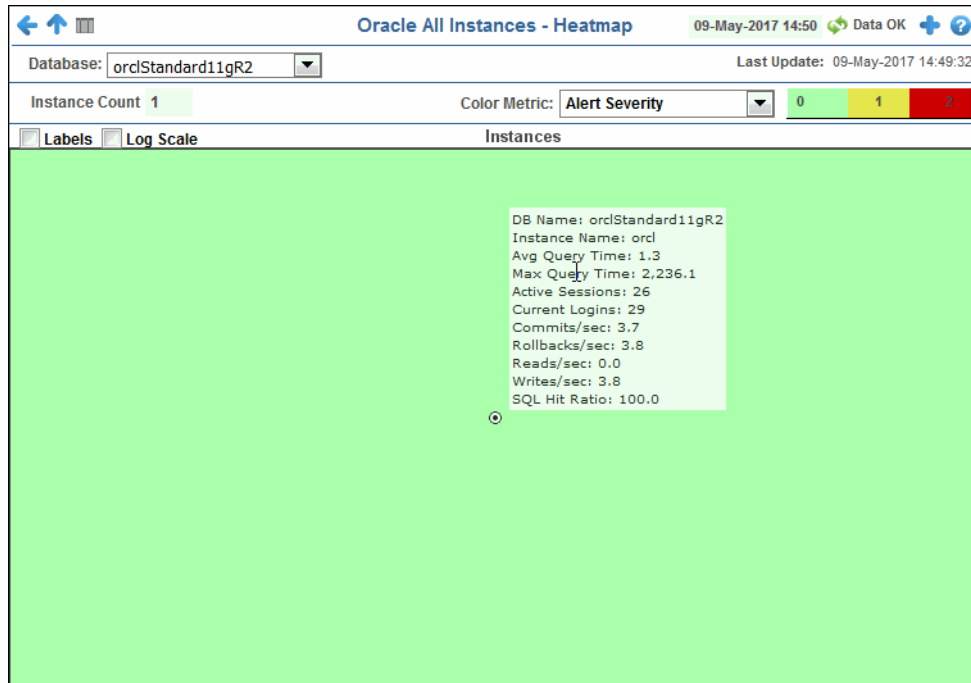 Oracle All Instances - Heatmap 09-May-2017 14:50 Data OK
Database: orclStandard11gR2 Last Update: 09-May-2017 14:49:32
Instance Count 1 Color Metric: Alert Severity 0 1 2
Labels Log Scale Instances
DB Name: orclStandard11gR2
Instance Name: orcl
Avg Query Time: 1.3
Max Query Time: 2,236.1
Active Sessions: 26
Current Logins: 29
Commits/sec: 3.7
Rollbacks/sec: 3.8
Reads/sec: 0.0
Writes/sec: 3.8
SQL Hit Ratio: 100.0